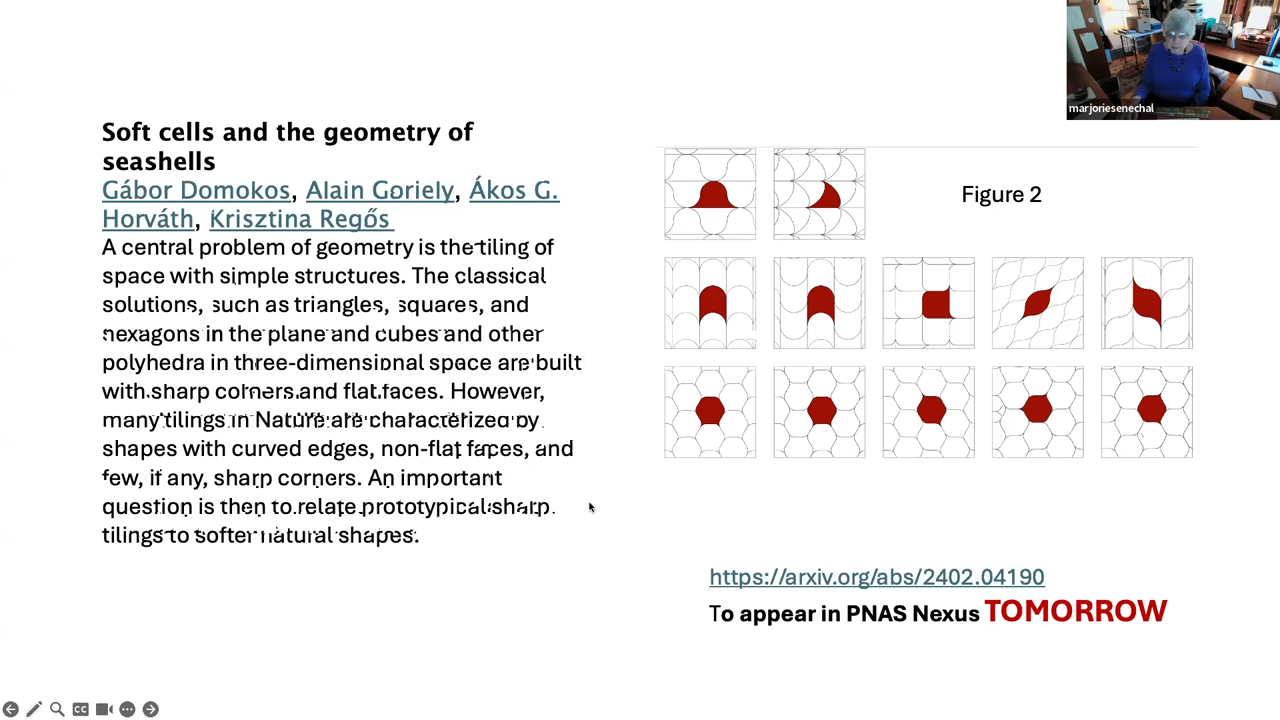 Soft cells and the geometry of
seashells
Gábor Domokos, Alain Goriely, Ákos G.
Horváth, Krisztina Regős
A central problem of geometry is the tiling of
space with simple structures. The classical
solutions, such as triangles, squares, and
hexagons in the plane and cubes and other
polyhedra in three-dimensional space are built
with sharp corners and flat faces. However,
many tilings in Nature are characterized by
shapes with curved edges, non-flat faces, and
few, if any, sharp corners. An important
question is then to relate prototypical sharp
tilings to softer natural shapes.
marjoriesenechal
Figure 2
https://arxiv.org/abs/2402.04190
To appear in PNAS Nexus TOMORROW
CC